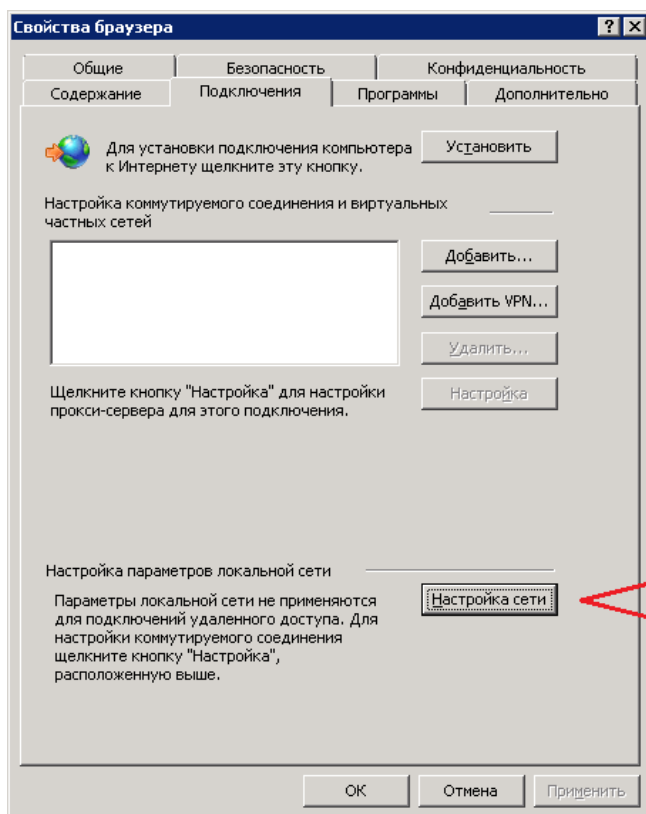 Свойства браузера
Общие Безопасность Конфиденциальность
Содержание Подключения Программы Дополнительно
Для установки подключения компьютера
к Интернету щелкните эту кнопку.
Установить
Настройка коммутируемого соединения и виртуальных
частных сетей
Добавить...
Добавить VPN...
Удалить...
Щелкните кнопку "Настройка" для настройки
прокси-сервера для этого подключения.
Настройка
Настройка параметров локальной сети
Параметры локальной сети не применяются
для подключений удаленного доступа. Для
настройки коммутируемого соединения
щелкните кнопку "Настройка",
расположенную выше.
Настройка сети
ОК Отмена Применить